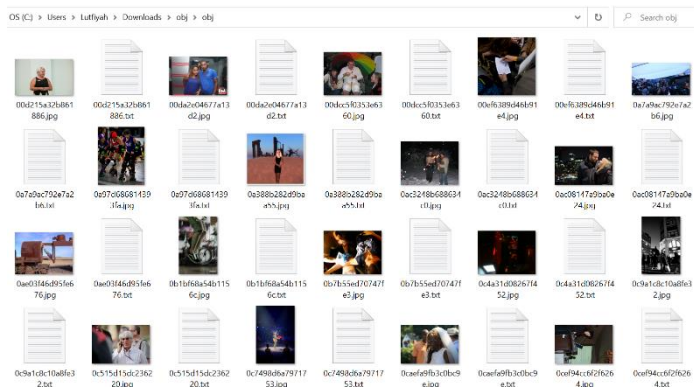 OS (C:) > Users > Lutfiyah > Downloads > obj > obj
Search obj
00d215a32b861
886.jpg
00d215a32b861
886.txt
00da2e04677a13
d2.jpg
00da2e04677a13
d2.txt
00dcc5f0353e63
60.jpg
00dcc5f0353e63
60.txt
00ef6389d46b91
e4.jpg
00ef6389d46b91
e4.txt
0a7a9ac792e7a2
b6.jpg
0a7a9ac792e7a2
b6.txt
0a97d68681439
3fa.jpg
0a97d68681439
3fa.txt
0a388b282d9ba
a55.jpg
0a388b282d9ba
a55.txt
0ac3248b688634
c0.jpg
0ac3248b688634
c0.txt
0ac08147a9ba0e
24.jpg
0ac08147a9ba0e
24.txt
0ae03f46d95fe6
76.jpg
0ae03f46d95fe6
76.txt
0b1bf68a54b115
6c.jpg
0b1bf68a54b115
6c.txt
0b7b55ed70747f
e3.jpg
0b7b55ed70747f
e3.txt
0c4a31d08267f4
52.jpg
0c4a31d08267f4
52.txt
0c9a1c8c10a8fe3
2.jpg
0c9a1c8c10a8fe3
2.txt
0c515d15dc2362
20.jpg
0c515d15dc2362
20.txt
0c7498d6a79717
53.jpg
0c7498d6a79717
53.txt
0caefa9fb3c0bc9
e.jpg
0caefa9fb3c0bc9
e.txt
0cef94cc6f2f626
4.jpg
0cef94cc6f2f626
4.txt